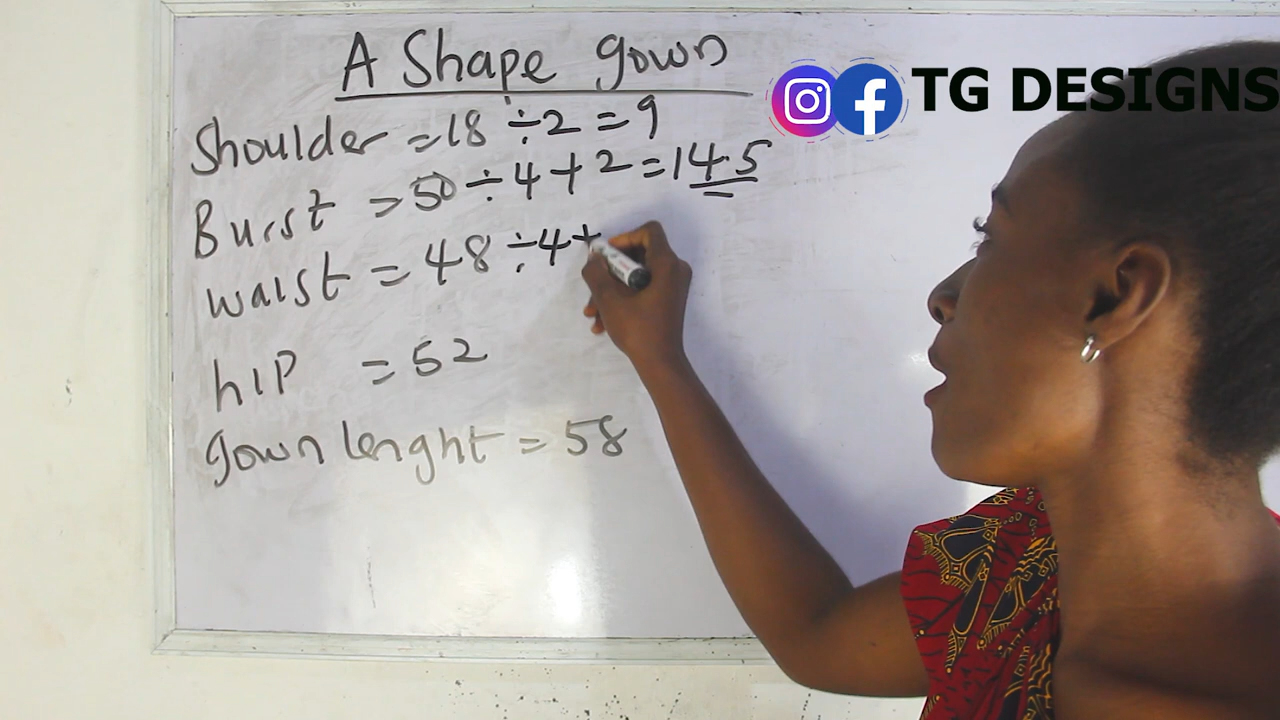 A Shape gown
TG DESIGNS
Shoulder = 18 ÷ 2 = 9
Burst = 50 ÷ 4 + 2 = 14.5
waist = 48 ÷ 4 +
hip = 52
gown lenght = 58